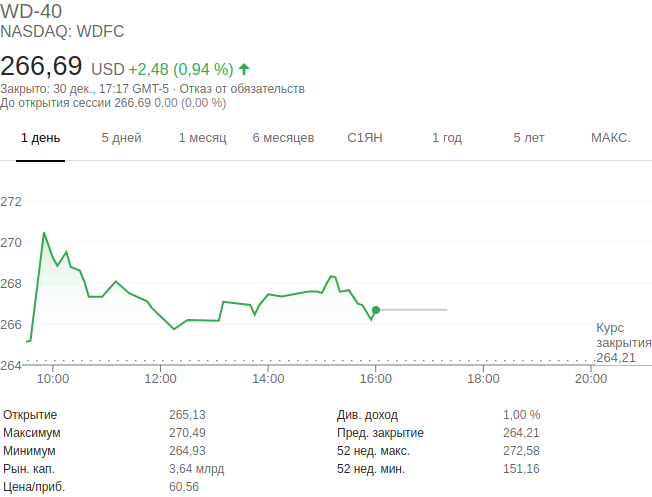 WD-40
NASDAQ: WDFC
266,69 USD +2,48 (0,94 %)
Закрыто: 30 дек., 17:17 GMT-5 · Отказ от обязательств
До открытия сессии 266,69 0,00 (0,00 %)
1 день 5 дней 1 месяц 6 месяцев С1ЯН 1 год 5 лет МАКС.
272
270
268
266
264
Курс
закрытия
264,21
10:00 12:00 14:00 16:00 18:00 20:00
Открытие 265,13 Див. доход 1,00 %
Максимум 270,49 Пред. закрытие 264,21
Минимум 264,93 52 нед. макс. 272,58
Рын. кап. 3,64 млрд 52 нед. мин. 151,16
Цена/приб. 60,56